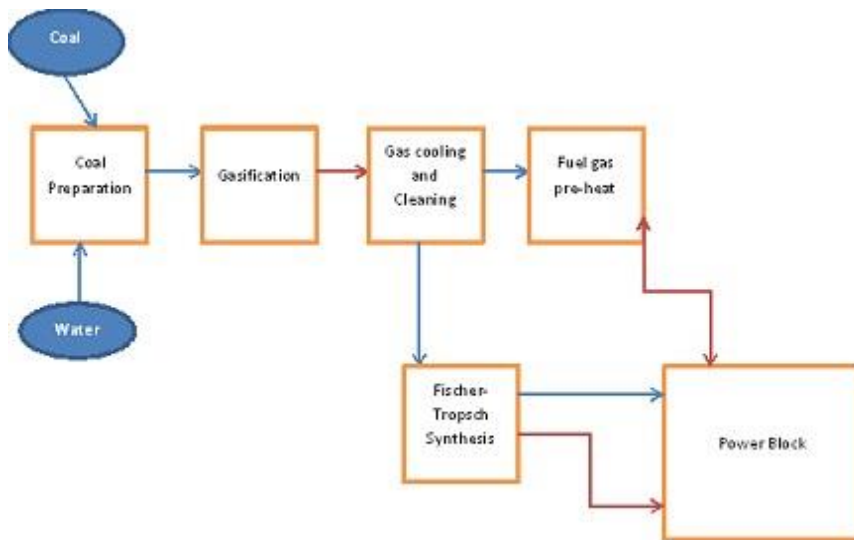 Coal
Coal
Preparation
Gasification
Gas cooling
and
Cleaning
Fuel gas
pre-heat
Water
Fischer-
Tropsch
Synthesis
Power Block